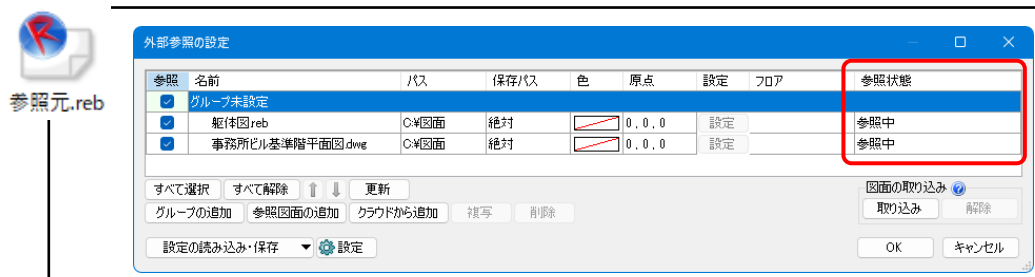 外部参照の設定
参照元.reb
参照 名前 パス 保存パス 色 原点 設定 フロア 参照状態
グループ未設定
躯体図.reb C:¥図面 絶対 0,0,0 設定 参照中
事務所ビル基準階平面図.dwg C:¥図面 絶対 0,0,0 設定 参照中
すべて選択 すべて解除 更新 図面の取り込み
グループの追加 参照図面の追加 クラウドから追加 複写 削除 取り込み 解除
設定の読み込み・保存 設定 OK キャンセル